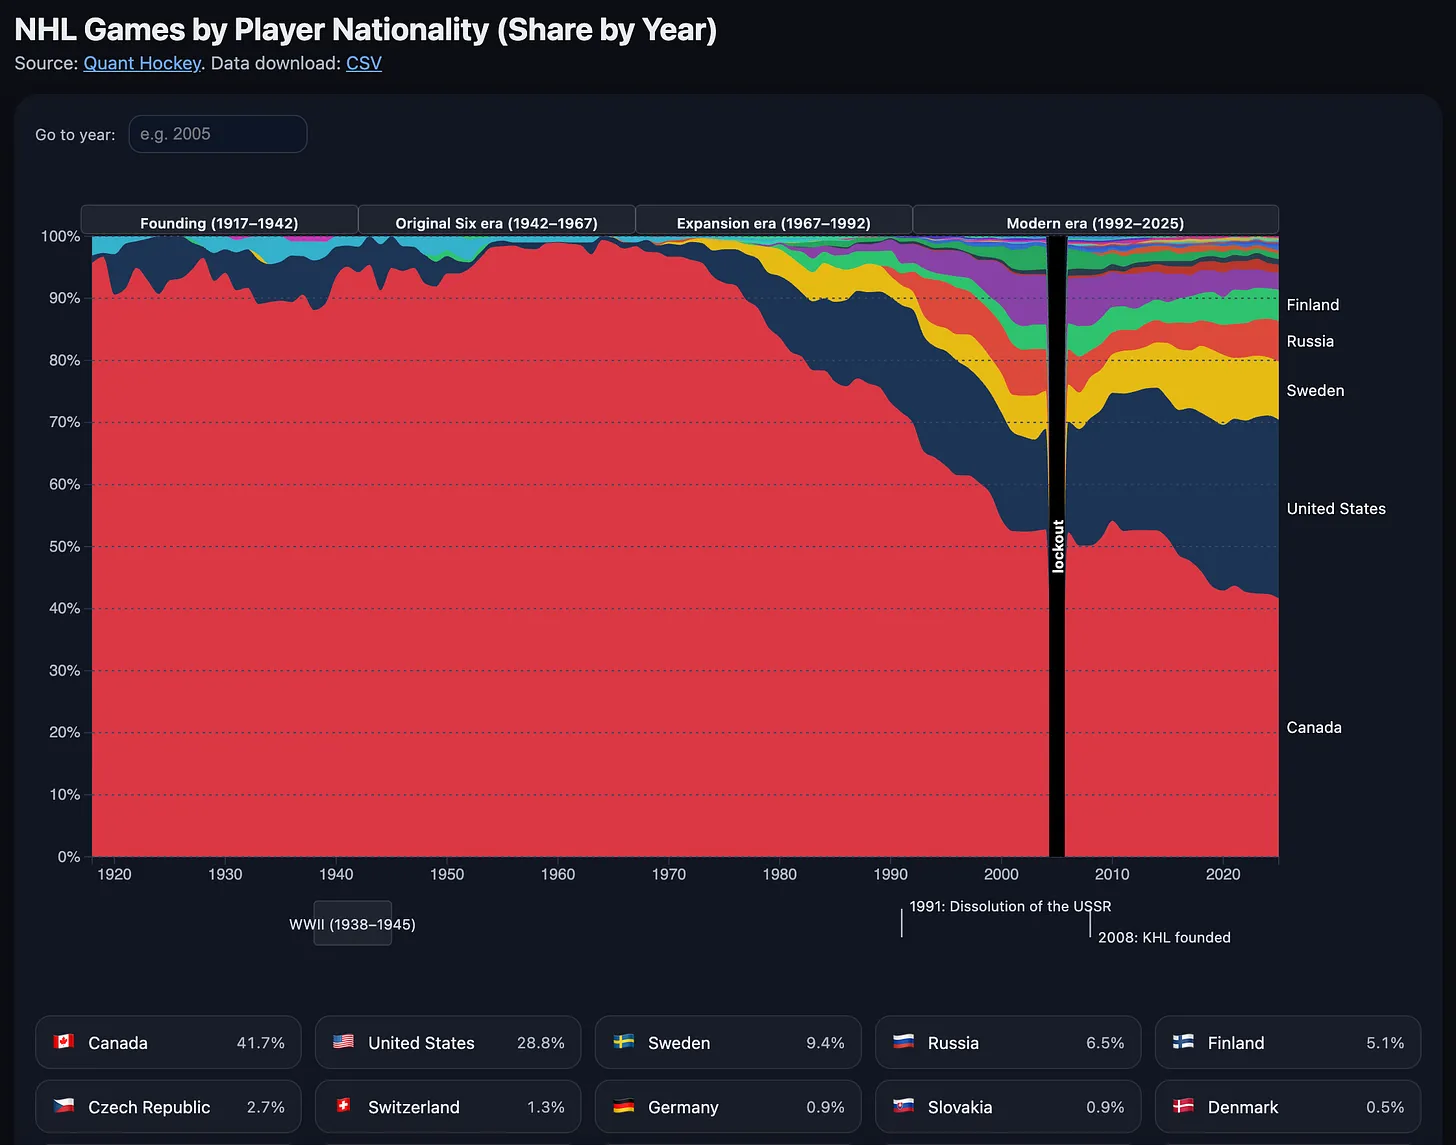 NHL Games by Player Nationality (Share by Year)
Source: Quant Hockey. Data download: CSV
Go to year: e.g. 2005
Founding (1917–1942) Original Six era (1942–1967) Expansion era (1967–1992) Modern era (1992–2025)
100%
90%
80%
70%
60%
50%
40%
30%
20%
10%
0%
Finland
Russia
Sweden
United States
Canada
lockout
1920 1930 1940 1950 1960 1970 1980 1990 2000 2010 2020
WWII (1938–1945)
1991: Dissolution of the USSR
2008: KHL founded
Canada 41.7%
United States 28.8%
Sweden 9.4%
Russia 6.5%
Finland 5.1%
Czech Republic 2.7%
Switzerland 1.3%
Germany 0.9%
Slovakia 0.9%
Denmark 0.5%